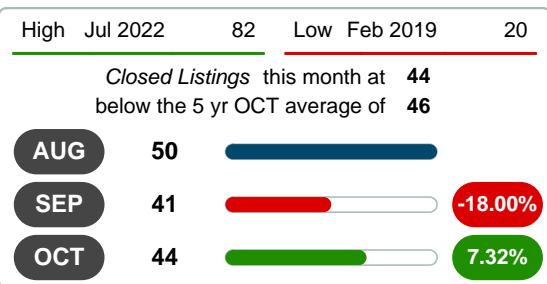 High Jul 2022 82 Low Feb 2019 20
Closed Listings this month at 44
below the 5 yr OCT average of 46
AUG 50
SEP 41 -18.00%
OCT 44 7.32%